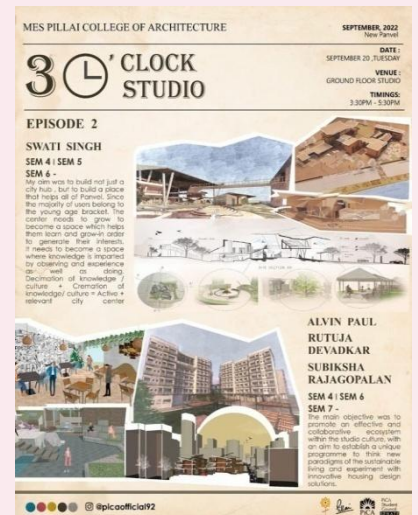 MES PILLAI COLLEGE OF ARCHITECTURE
SEPTEMBER, 2022
New Panvel
DATE :
SEPTEMBER 20 ,TUESDAY
VENUE :
GROUND FLOOR STUDIO
TIMINGS:
3.30PM - 5:30PM
3 O' CLOCK
STUDIO
EPISODE 2
SWATI SINGH
SEM 4 I SEM 5
SEM 6 -
My aim was to build not just a
city hub , but to build a place
that helps all of Panvel. Since
the majority of users belong to
the young age bracket. The
center needs to grow to
become a space which helps
them learn and grow-in order
to generate their interests.
It needs to become a space
where knowledge is imparted
by observing and experience
as well as doing.
Decimation of knowledge /
culture + Cremation of
knowledge/ culture = Active +
relevant city center
ALVIN PAUL
RUTUJA
DEVADKAR
SUBIKSHA
RAJAGOPALAN
SEM 4 I SEM 6
SEM 7 -
The main objective was to
promote an effective and
collaborative ecosystem
within the studio culture, with
an aim to establish a unique
programme to think new
paradigms of the sustainable
living and experiment with
innovative housing design
solutions.
@picaofficial92
PiCA